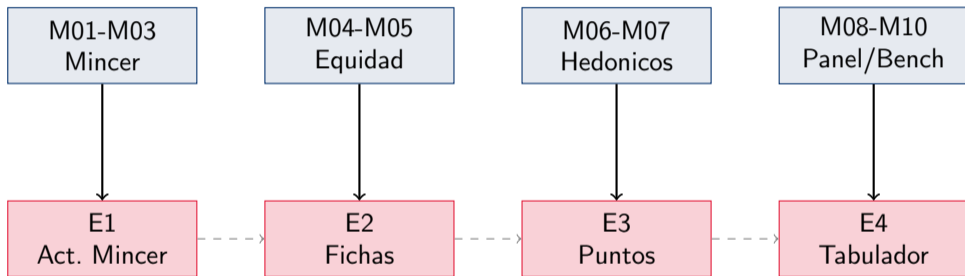 M01-M03
Mincer
M04-M05
Equidad
M06-M07
Hedonicos
M08-M10
Panel/Bench
E1
Act. Mincer
E2
Fichas
E3
Puntos
E4
Tabulador